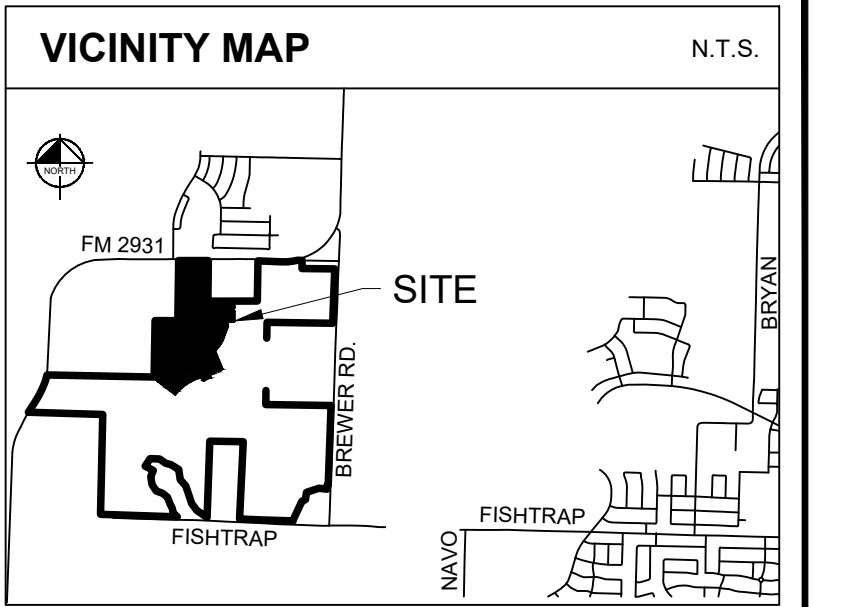 VICINITY MAP
N.T.S.
NORTH
FM 2931
SITE
BRYAN
BREWER RD.
FISHTRAP
FISHTRAP
NAVO